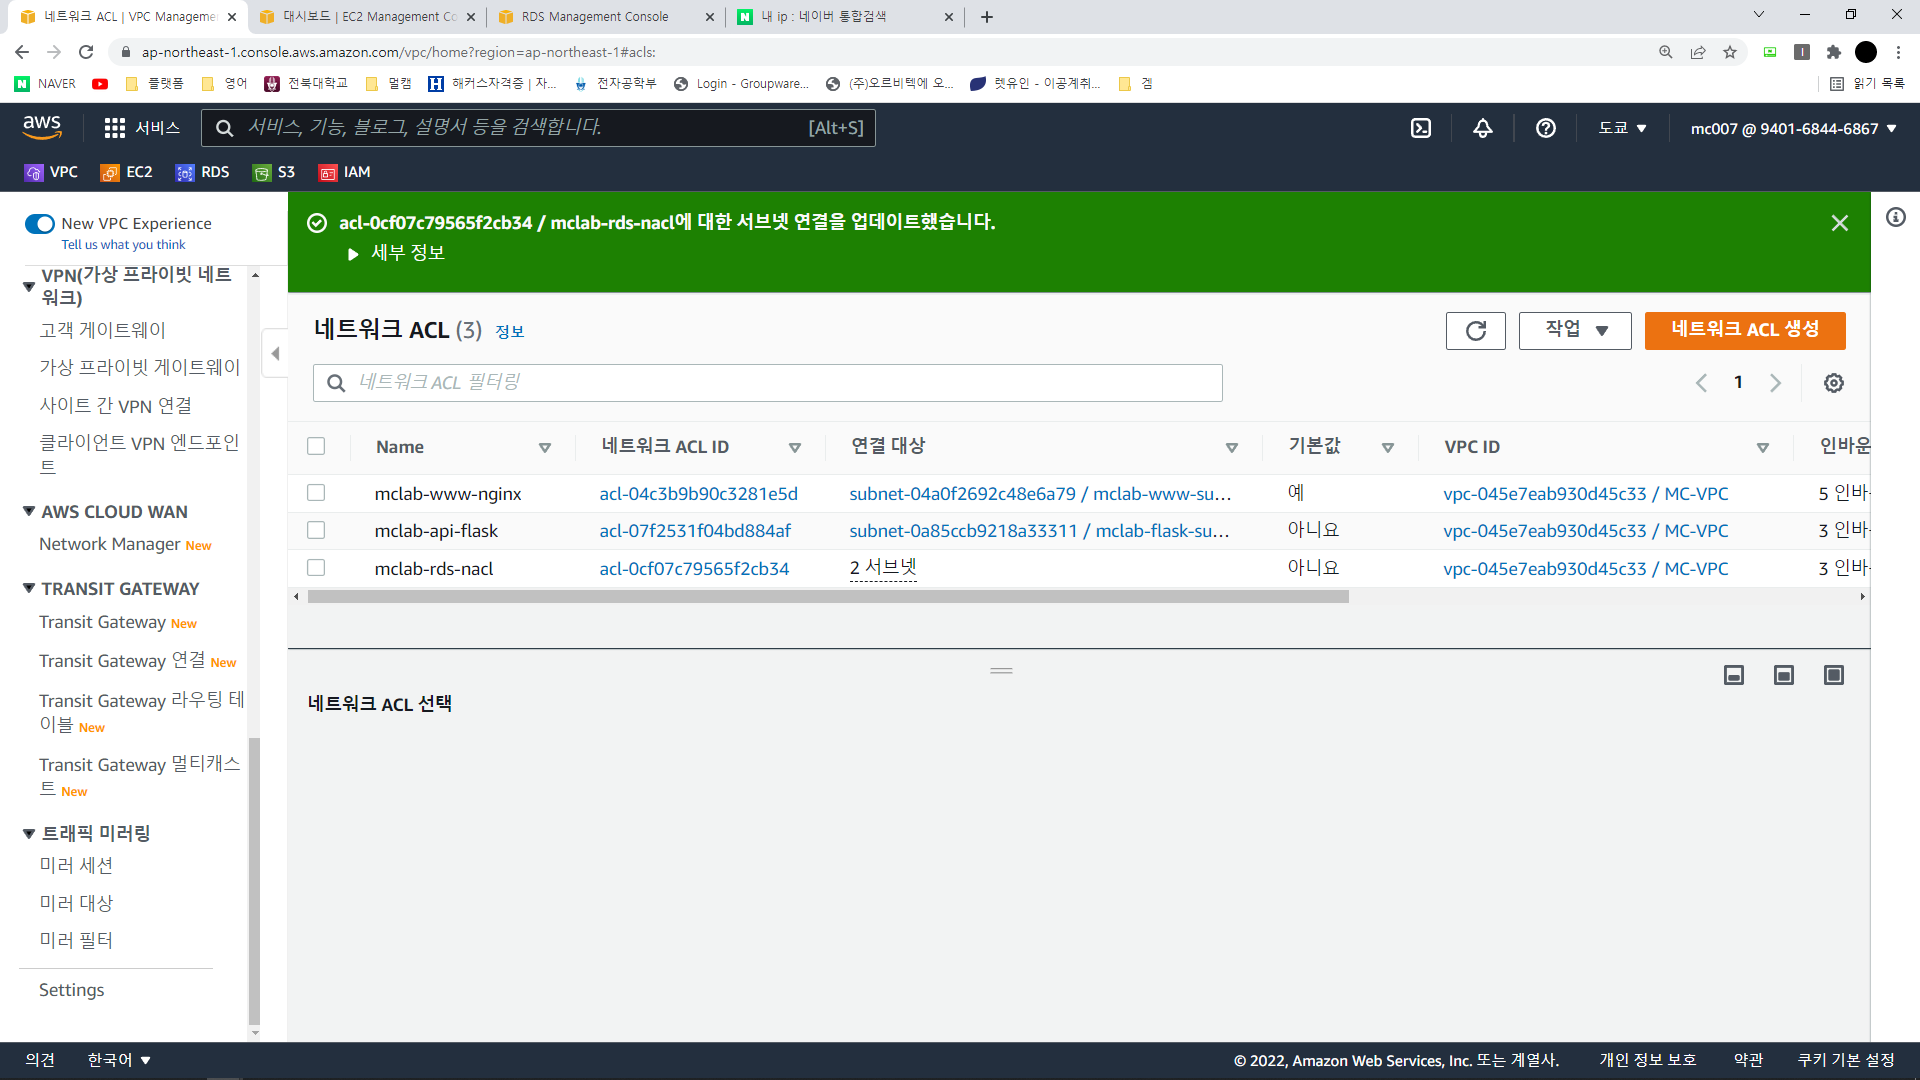 네트워크 ACL | VPC Manageme
대시보드 | EC2 Management Co
RDS Management Console
내 ip : 네이버 통합검색
ap-northeast-1.console.aws.amazon.com/vpc/home?region=ap-northeast-1#acls:
NAVER
플랫폼
영어
전북대학교
멀캠
해커스자격증 | 자...
전자공학부
Login - Groupware...
(주)오르비텍에 오...
렛유인 - 이공계취...
겜
읽기 목록
aws
서비스
서비스, 기능, 블로그, 설명서 등을 검색합니다.
[Alt+S]
도쿄
mc007 @ 9401-6844-6867
VPC
EC2
RDS
S3
IAM
New VPC Experience
Tell us what you think
VPN(가상 프라이빗 네트
워크)
고객 게이트웨이
가상 프라이빗 게이트웨이
사이트 간 VPN 연결
클라이언트 VPN 엔드포인
트
AWS CLOUD WAN
Network Manager New
TRANSIT GATEWAY
Transit Gateway New
Transit Gateway 연결 New
Transit Gateway 라우팅 테
이블 New
Transit Gateway 멀티캐스
트 New
트래픽 미러링
미러 세션
미러 대상
미러 필터
Settings
acl-0cf07c79565f2cb34 / mclab-rds-nacl에 대한 서브넷 연결을 업데이트했습니다.
세부 정보
네트워크 ACL (3) 정보
작업
네트워크 ACL 생성
네트워크 ACL 필터링
1
Name 네트워크 ACL ID 연결 대상 기본값 VPC ID 인바운
mclab-www-nginx acl-04c3b9b90c3281e5d subnet-04a0f2692c48e6a79 / mclab-www-su... 예 vpc-045e7eab930d45c33 / MC-VPC 5 인바
mclab-api-flask acl-07f2531f04bd884af subnet-0a85ccb9218a33311 / mclab-flask-su... 아니요 vpc-045e7eab930d45c33 / MC-VPC 3 인바
mclab-rds-nacl acl-0cf07c79565f2cb34 2 서브넷 아니요 vpc-045e7eab930d45c33 / MC-VPC 3 인바
네트워크 ACL 선택
의견
한국어
© 2022, Amazon Web Services, Inc. 또는 계열사.
개인 정보 보호
약관
쿠키 기본 설정